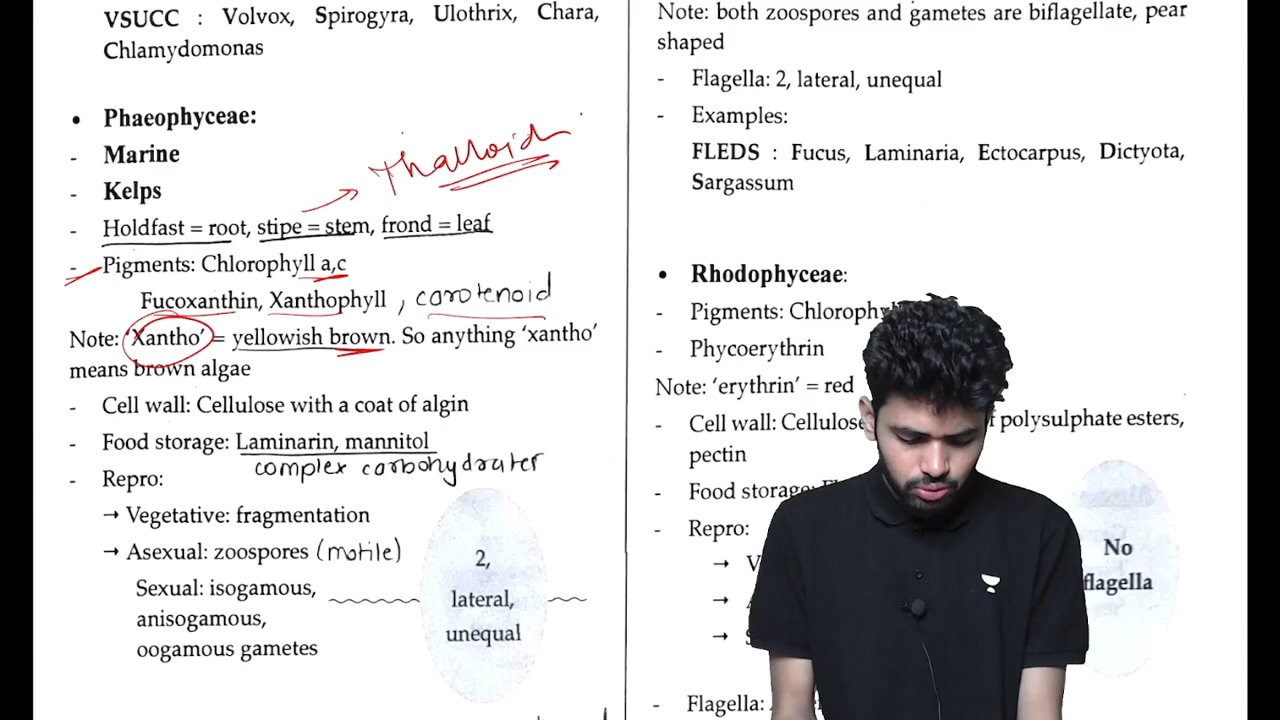 VSUCC : Volvox, Spirogyra, Ulothrix, Chara,
Chlamydomonas
• Phaeophyceae:
- Marine
- Kelps
Thalloid
- Holdfast = root, stipe = stem, frond = leaf
- Pigments: Chlorophyll a,c
Fucoxanthin, Xanthophyll , carotenoid
Note: 'Xantho' = yellowish brown. So anything 'xantho'
means brown algae
- Cell wall: Cellulose with a coat of algin
- Food storage: Laminarin, mannitol
complex carbohydrates
- Repro:
→ Vegetative: fragmentation
→ Asexual: zoospores (motile)
Sexual: isogamous,
anisogamous,
oogamous gametes
2,
lateral,
unequal
Note: both zoospores and gametes are biflagellate, pear
shaped
- Flagella: 2, lateral, unequal
- Examples:
FLEDS : Fucus, Laminaria, Ectocarpus, Dictyota,
Sargassum
• Rhodophyceae:
- Pigments:
- Phycoerythrin
Note: 'erythrin' = red
- Cell wall: Cellulose polysulphate esters,
pectin
- Food storage:
- Repro:
→
→
→
No
flagella
- Flagella: